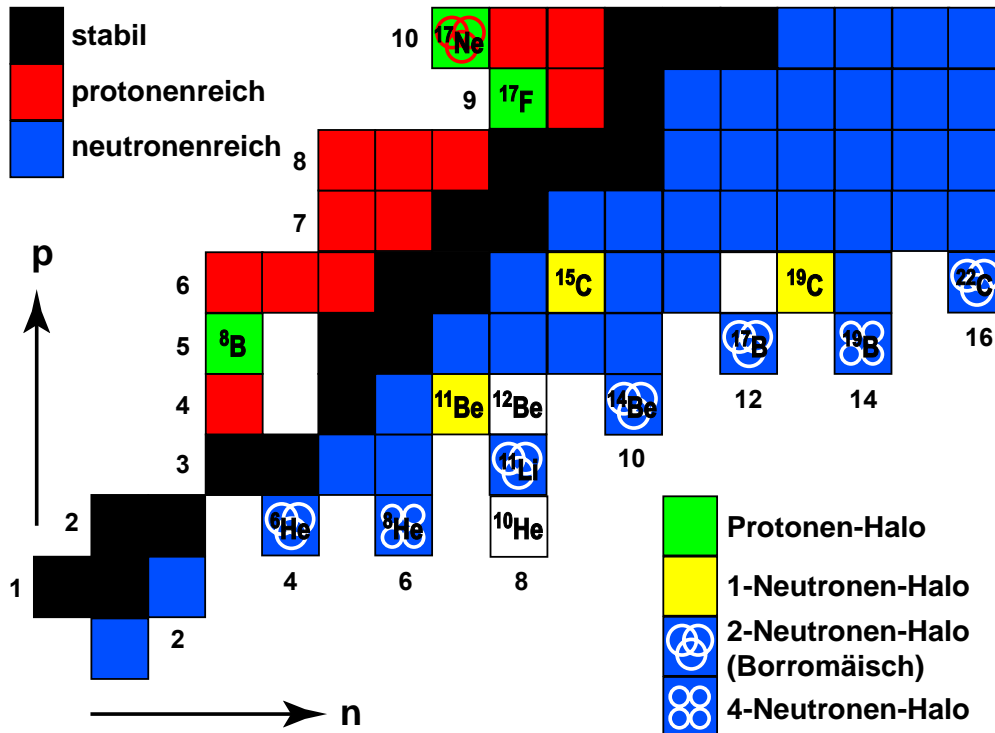 stabil
protonenreich
neutronenreich
10 17Ne
9 17F
8
7
p
6 15C 19C 22C
5 8B 17B 19B 16
4 11Be 12Be 14Be 12 14
3 11Li 10
2 6He 8He 10He
1 4 6 8
2
n
Protonen-Halo
1-Neutronen-Halo
2-Neutronen-Halo
(Borromäisch)
4-Neutronen-Halo